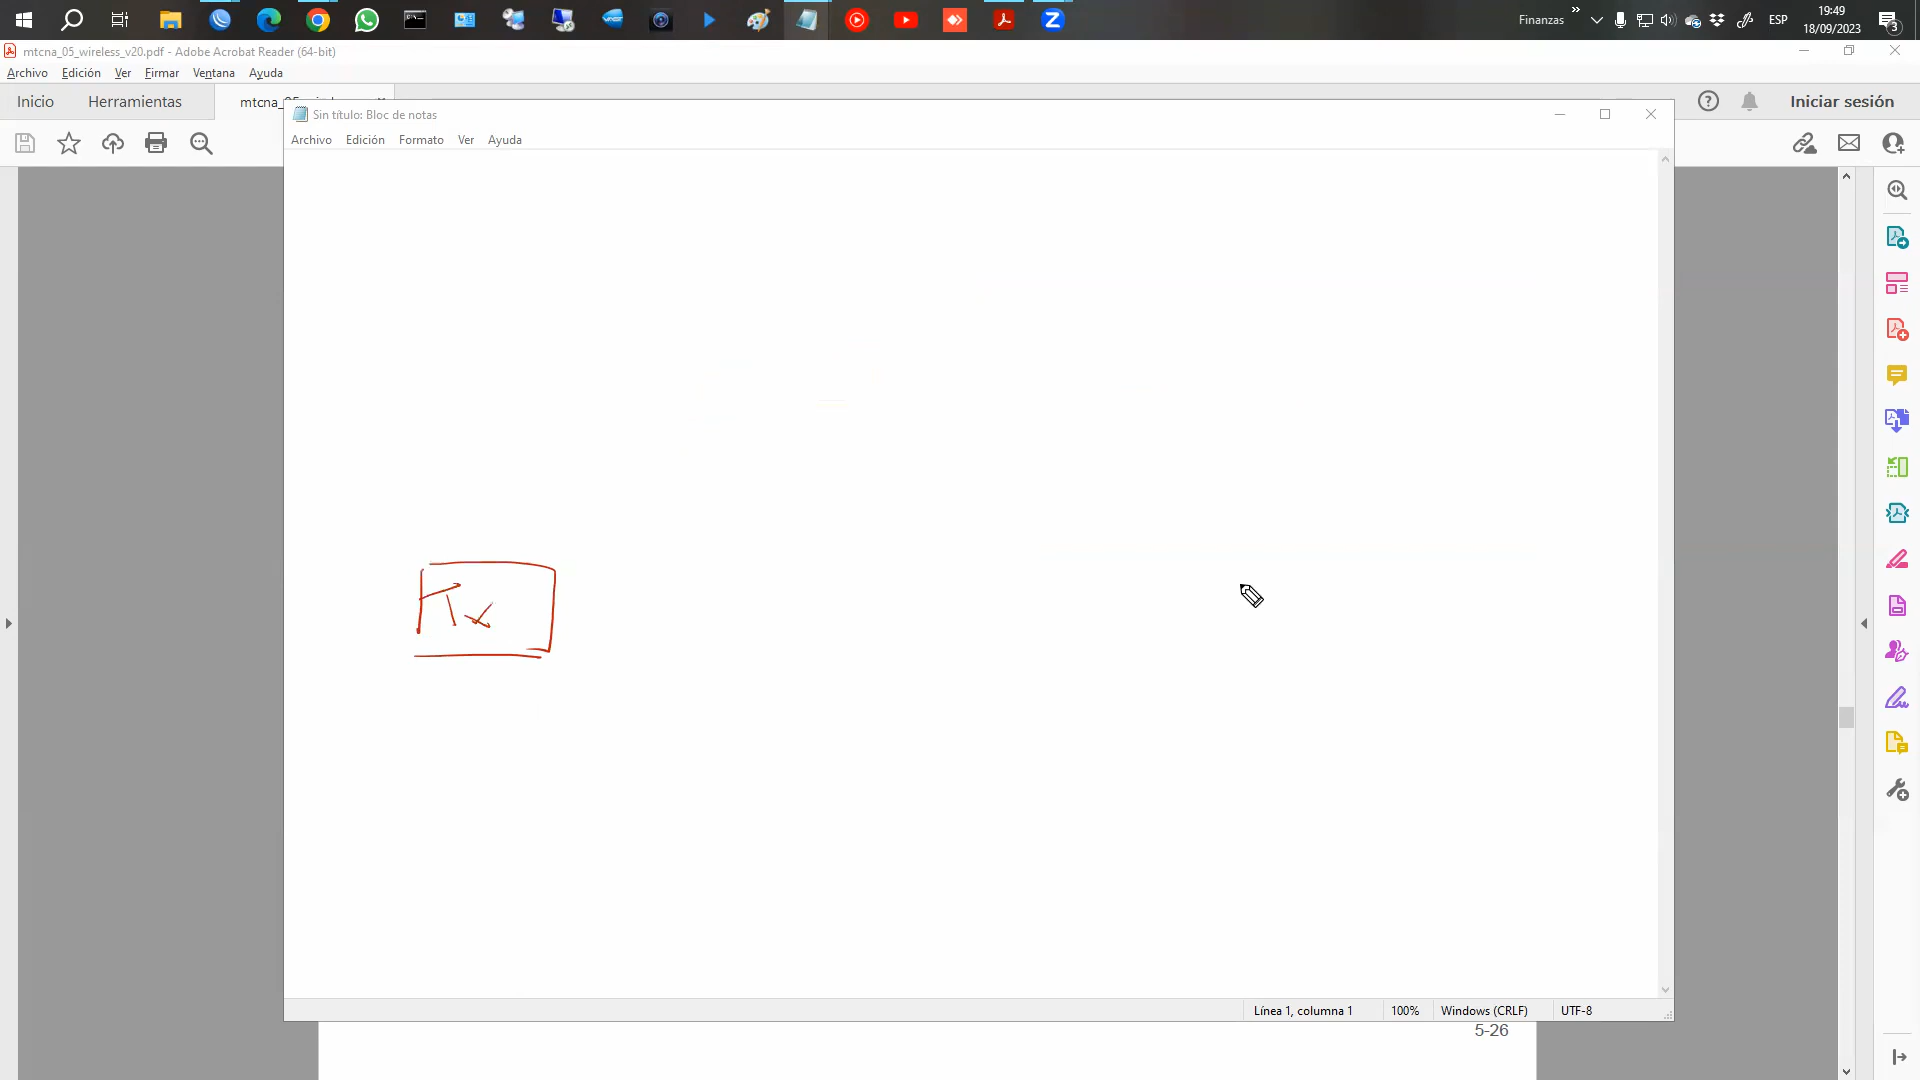 Finanzas
»
ESP
19:49
18/09/2023
3
mtcna_05_wireless_v20.pdf - Adobe Acrobat Reader (64-bit)
Archivo Edición Ver Firmar Ventana Ayuda
Inicio Herramientas
Iniciar sesión
Sin título: Bloc de notas
Archivo Edición Formato Ver Ayuda
Tx
Línea 1, columna 1 100% Windows (CRLF) UTF-8
5-26